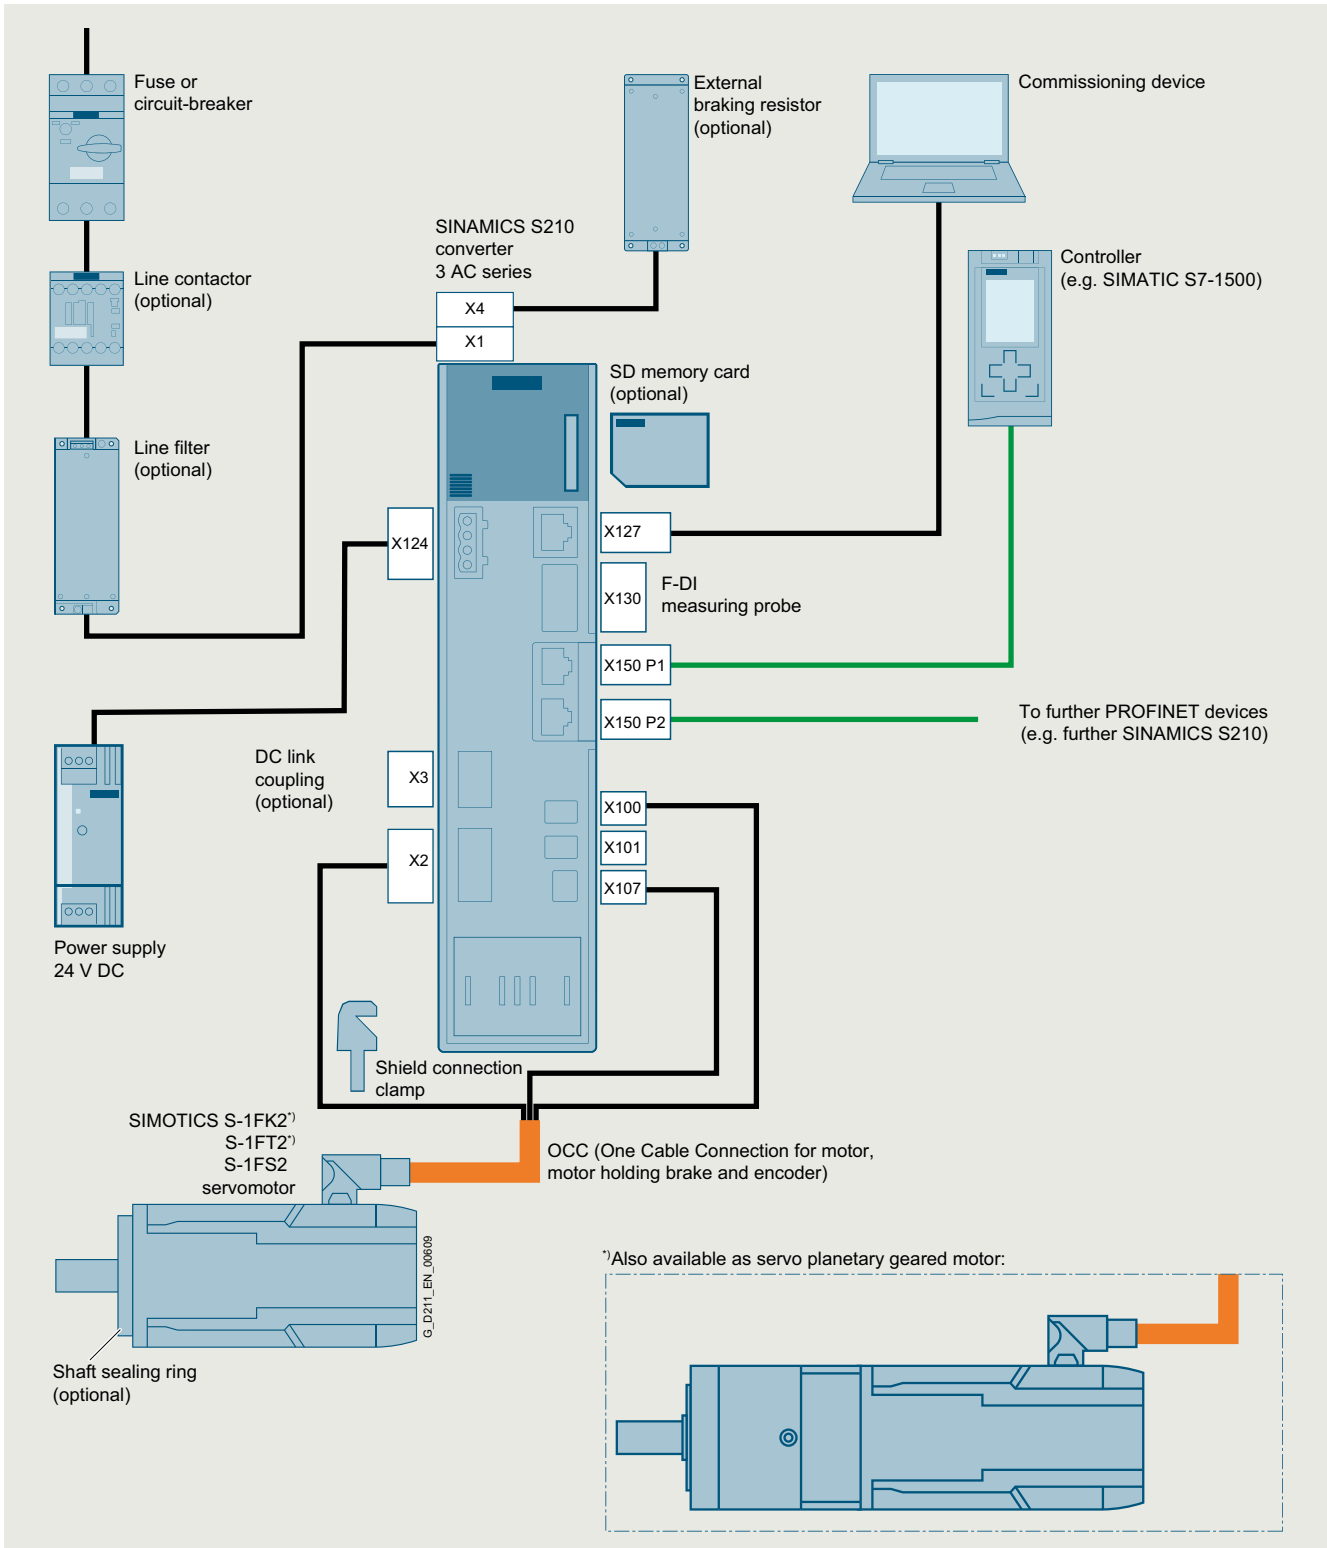 Fuse or
circuit-breaker
External
braking resistor
(optional)
Commissioning device
SINAMICS S210
converter
3 AC series
Controller
(e.g. SIMATIC S7-1500)
Line contactor
(optional)
X4
X1
SD memory card
(optional)
Line filter
(optional)
X124
X127
X130
F-DI
measuring probe
X150 P1
X150 P2
To further PROFINET devices
(e.g. further SINAMICS S210)
DC link
coupling
(optional)
X3
X100
X101
X2
X107
Power supply
24 V DC
Shield connection
clamp
SIMOTICS S-1FK2*)
S-1FT2*)
S-1FS2
servomotor
OCC (One Cable Connection for motor,
motor holding brake and encoder)
G_D211_EN_00609
*)Also available as servo planetary geared motor:
Shaft sealing ring
(optional)